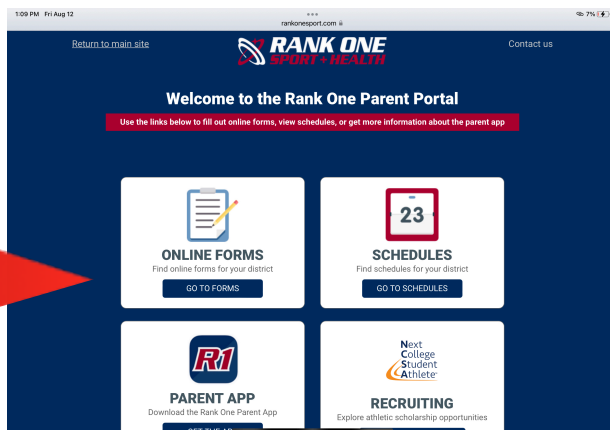 1:09 PM Fri Aug 12
rankonesport.com
7%
Return to main site
RANK ONE
SPORT + HEALTH
Contact us
Welcome to the Rank One Parent Portal
Use the links below to fill out online forms, view schedules, or get more information about the parent app
ONLINE FORMS
Find online forms for your district
GO TO FORMS
23
SCHEDULES
Find schedules for your district
GO TO SCHEDULES
R1
PARENT APP
Download the Rank One Parent App
Next
College
Student
Athlete
RECRUITING
Explore athletic scholarship opportunities